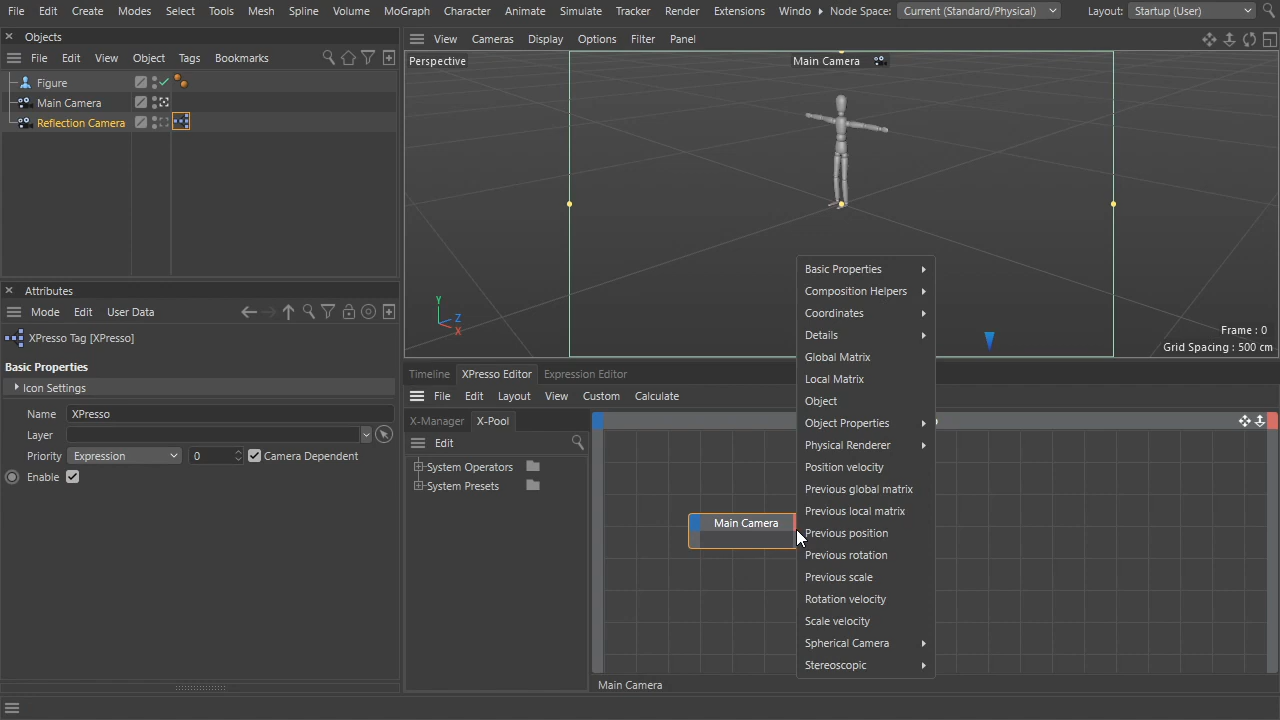 File Edit Create Modes Select Tools Mesh Spline Volume MoGraph Character Animate Simulate Tracker Render Extensions Windo Node Space: Current (Standard/Physical) Layout: Startup (User)
Objects
File Edit View Object Tags Bookmarks
Figure
Main Camera
Reflection Camera
View Cameras Display Options Filter Panel
Perspective
Main Camera
Y
Z
X
Frame : 0
Grid Spacing : 500 cm
Attributes
Mode Edit User Data
XPresso Tag [XPresso]
Basic Properties
Icon Settings
Name XPresso
Layer
Priority Expression 0 Camera Dependent
Enable
Timeline XPresso Editor Expression Editor
File Edit Layout View Custom Calculate
X-Manager X-Pool
Edit
System Operators
System Presets
Main Camera
Main Camera
Basic Properties
Composition Helpers
Coordinates
Details
Global Matrix
Local Matrix
Object
Object Properties
Physical Renderer
Position velocity
Previous global matrix
Previous local matrix
Previous position
Previous rotation
Previous scale
Rotation velocity
Scale velocity
Spherical Camera
Stereoscopic